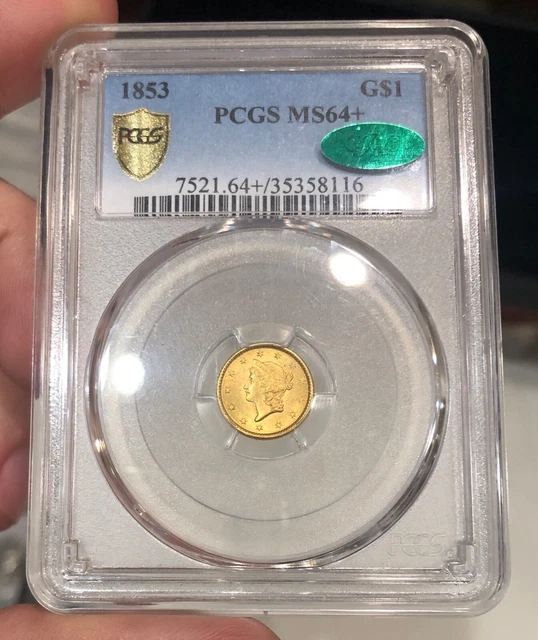 1853 G$1
PCGS MS64+
PCGS
CAC
7521.64+/35358116
PCGS